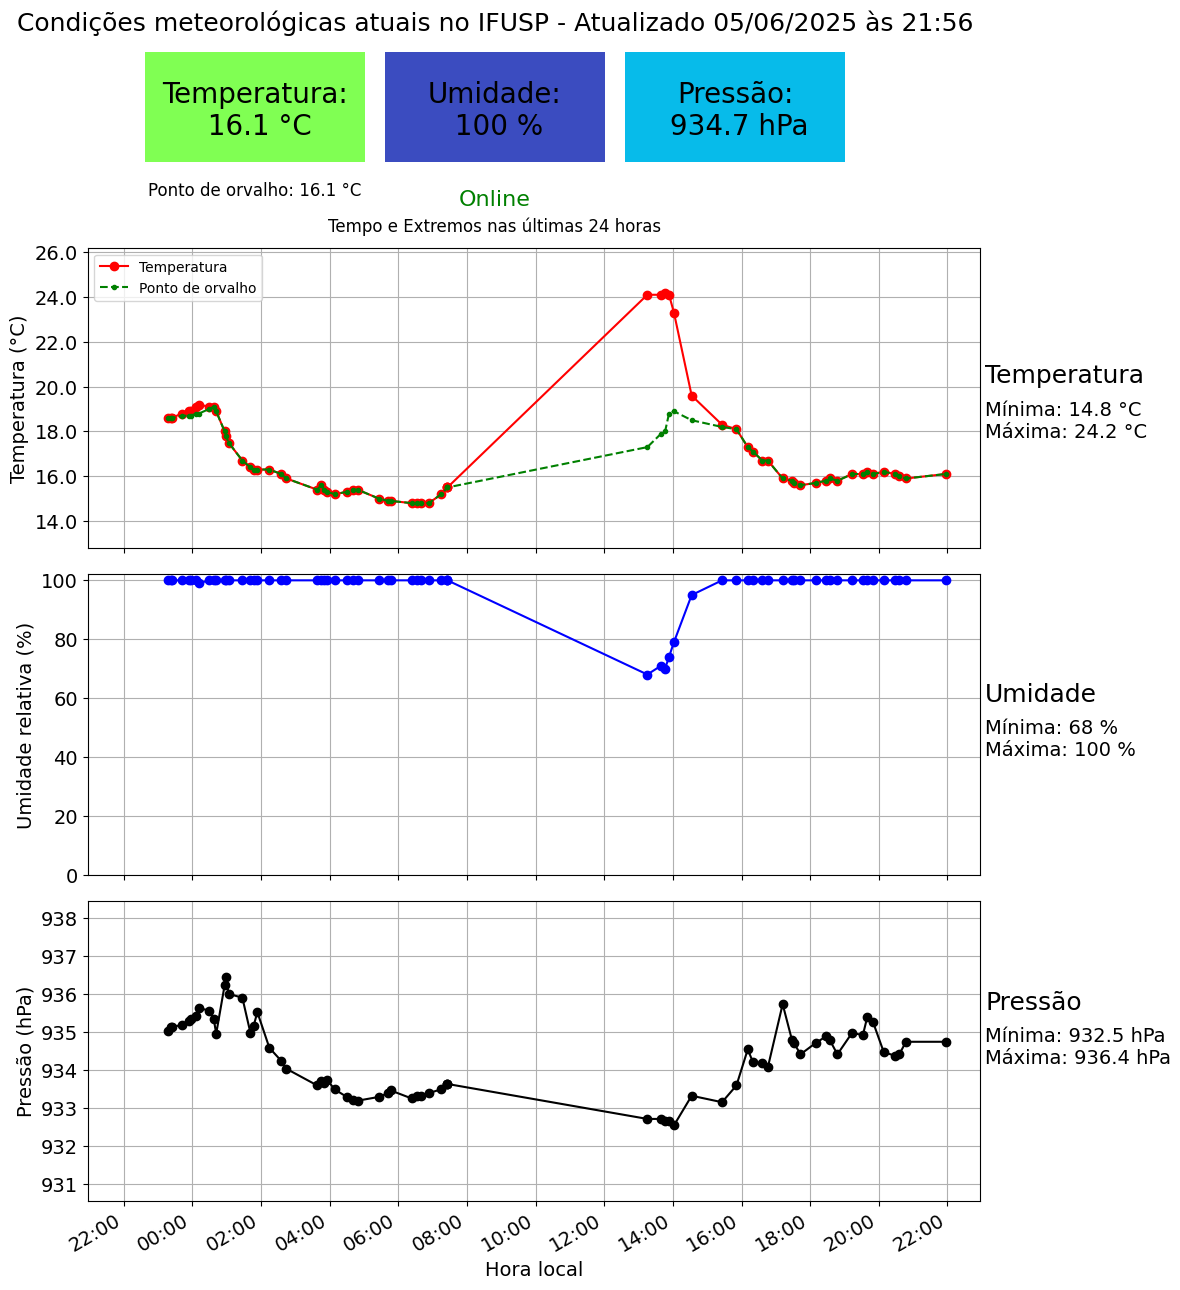 Condições meteorológicas atuais no IFUSP - Atualizado 05/06/2025 às 21:56
Temperatura:
16.1 °C
Umidade:
100 %
Pressão:
934.7 hPa
Ponto de orvalho: 16.1 °C
Online
Tempo e Extremos nas últimas 24 horas
Temperatura (°C)
26.0
24.0
22.0
20.0
18.0
16.0
14.0
Temperatura
Ponto de orvalho
Temperatura
Mínima: 14.8 °C
Máxima: 24.2 °C
Umidade relativa (%)
100
80
60
40
20
0
Umidade
Mínima: 68 %
Máxima: 100 %
Pressão (hPa)
938
937
936
935
934
933
932
931
Pressão
Mínima: 932.5 hPa
Máxima: 936.4 hPa
22:00 00:00 02:00 04:00 06:00 08:00 10:00 12:00 14:00 16:00 18:00 20:00 22:00
Hora local